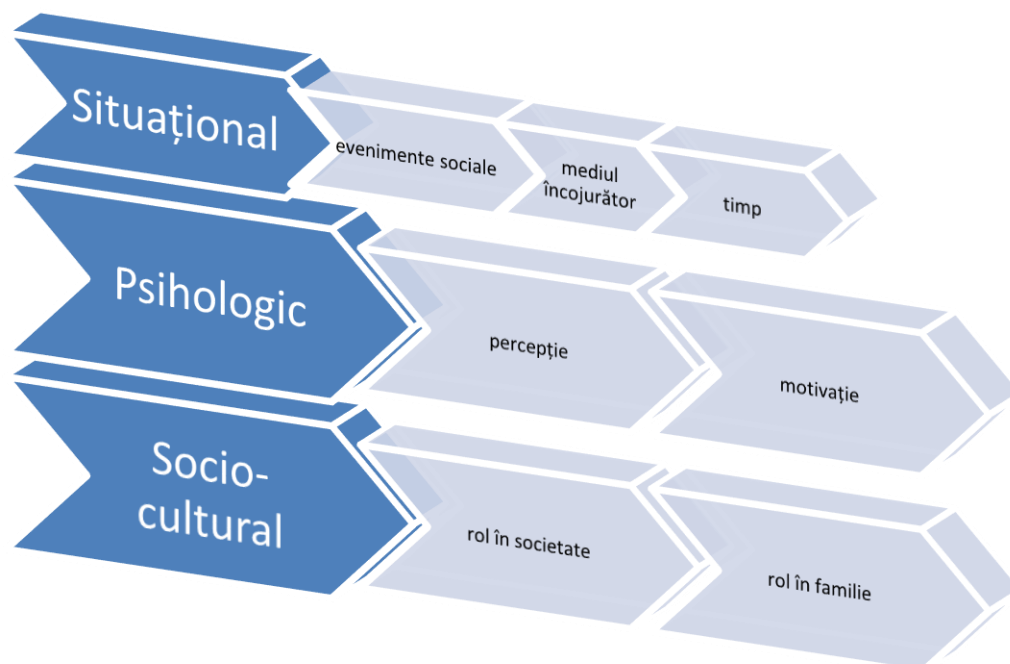 Situațional
evenimente sociale
mediul
încojurător
timp
Psihologic
percepție
motivație
Socio-
cultural
rol în societate
rol în familie